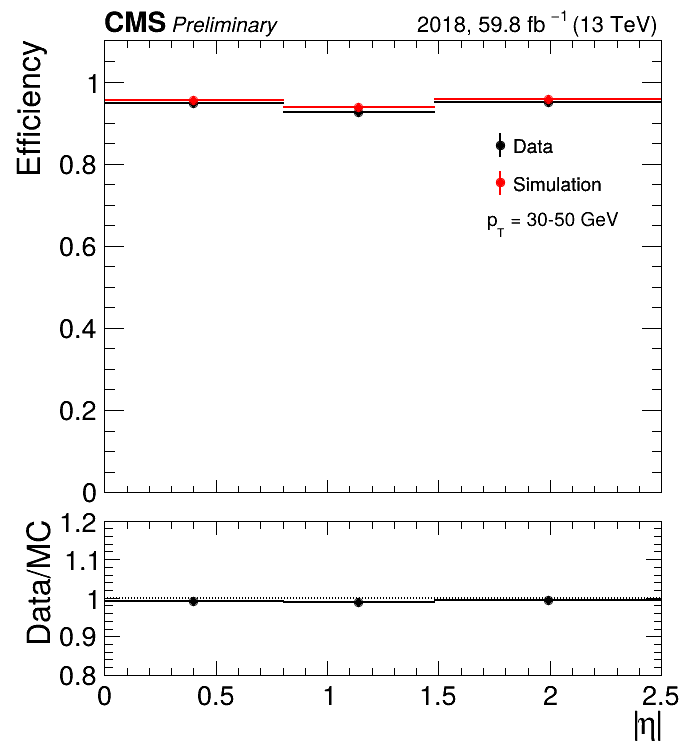 CMS Preliminary 2018, 59.8 fb⁻¹ (13 TeV)
Efficiency
1
0.8
0.6
0.4
0.2
0
Data
Simulation
p_T = 30-50 GeV
Data/MC
1.2
1.1
1
0.9
0.8
0 0.5 1 1.5 2 2.5
|η|